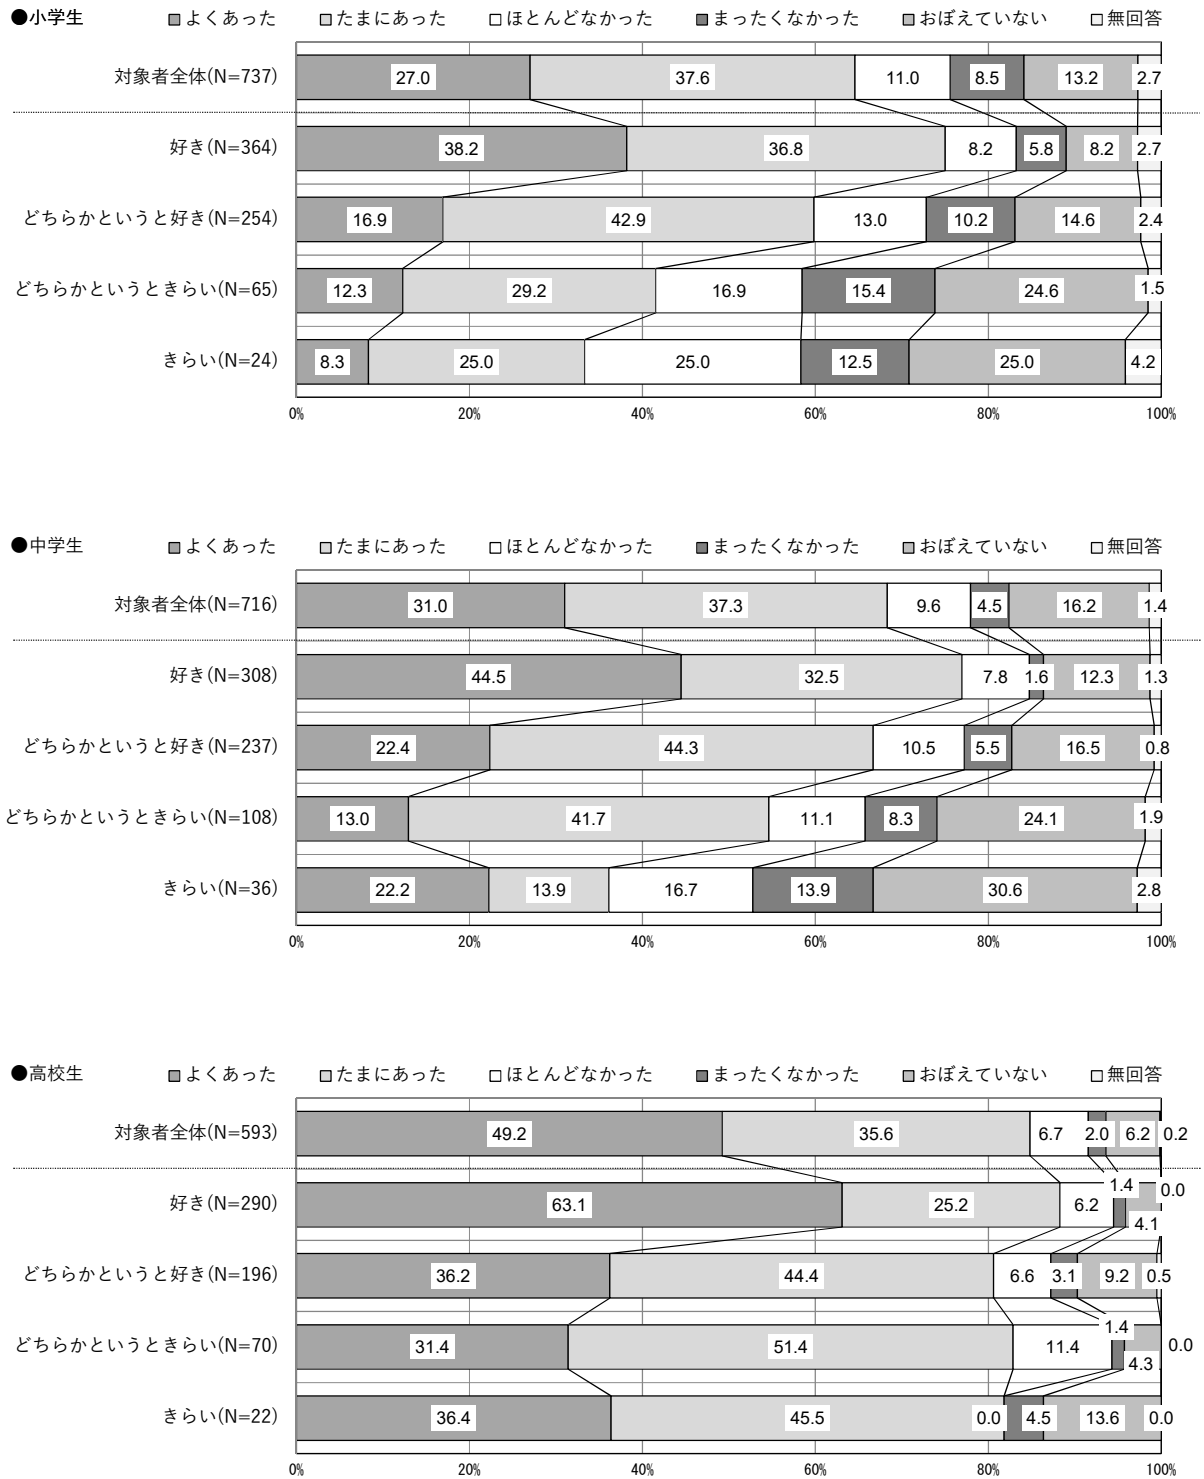 ●小学生 よくあった たまにあった ほとんどなかった まったくなかった おぼえていない 無回答
対象者全体(N=737) 27.0 37.6 11.0 8.5 13.2 2.7
好き(N=364) 38.2 36.8 8.2 5.8 8.2 2.7
どちらかというと好き(N=254) 16.9 42.9 13.0 10.2 14.6 2.4
どちらかというときらい(N=65) 12.3 29.2 16.9 15.4 24.6 1.5
きらい(N=24) 8.3 25.0 25.0 12.5 25.0 4.2
0% 20% 40% 60% 80% 100%
●中学生 よくあった たまにあった ほとんどなかった まったくなかった おぼえていない 無回答
対象者全体(N=716) 31.0 37.3 9.6 4.5 16.2 1.4
好き(N=308) 44.5 32.5 7.8 1.6 12.3 1.3
どちらかというと好き(N=237) 22.4 44.3 10.5 5.5 16.5 0.8
どちらかというときらい(N=108) 13.0 41.7 11.1 8.3 24.1 1.9
きらい(N=36) 22.2 13.9 16.7 13.9 30.6 2.8
0% 20% 40% 60% 80% 100%
●高校生 よくあった たまにあった ほとんどなかった まったくなかった おぼえていない 無回答
対象者全体(N=593) 49.2 35.6 6.7 2.0 6.2 0.2
好き(N=290) 63.1 25.2 6.2 1.4 4.1 0.0
どちらかというと好き(N=196) 36.2 44.4 6.6 3.1 9.2 0.5
どちらかというときらい(N=70) 31.4 51.4 11.4 1.4 4.3 0.0
きらい(N=22) 36.4 45.5 0.0 4.5 13.6 0.0
0% 20% 40% 60% 80% 100%